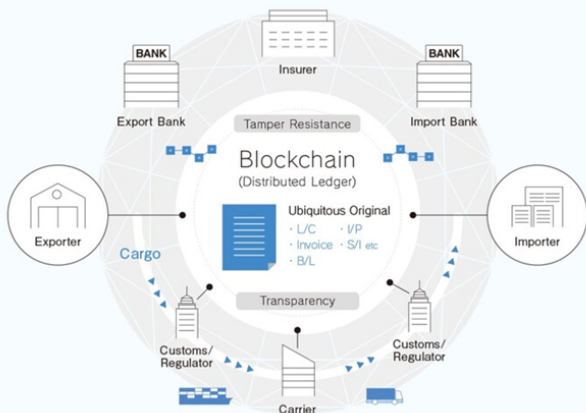 BANK
BANK
Insurer
Export Bank
Import Bank
Tamper Resistance
Blockchain
(Distributed Ledger)
Ubiquitous Original
· L/C · I/P
· Invoice · S/I etc
· B/L
Exporter
Importer
Cargo
Transparency
Customs/
Regulator
Customs/
Regulator
Carrier